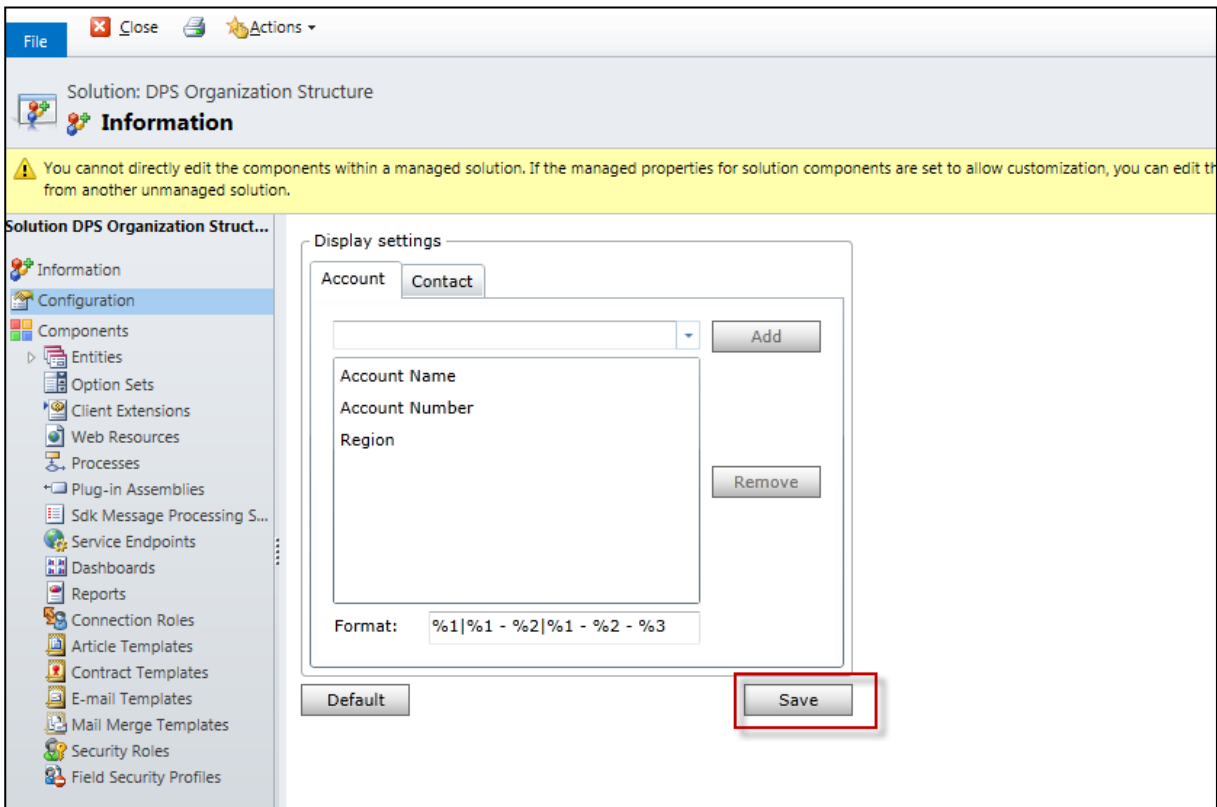 File
Close
Actions
Solution: DPS Organization Structure
Information
You cannot directly edit the components within a managed solution. If the managed properties for solution components are set to allow customization, you can edit th
from another unmanaged solution.
Solution DPS Organization Struct...
Information
Configuration
Components
Entities
Option Sets
Client Extensions
Web Resources
Processes
Plug-in Assemblies
Sdk Message Processing S...
Service Endpoints
Dashboards
Reports
Connection Roles
Article Templates
Contract Templates
E-mail Templates
Mail Merge Templates
Security Roles
Field Security Profiles
Display settings
Account
Contact
Add
Account Name
Account Number
Region
Remove
Format:
%1|%1 - %2|%1 - %2 - %3
Default
Save